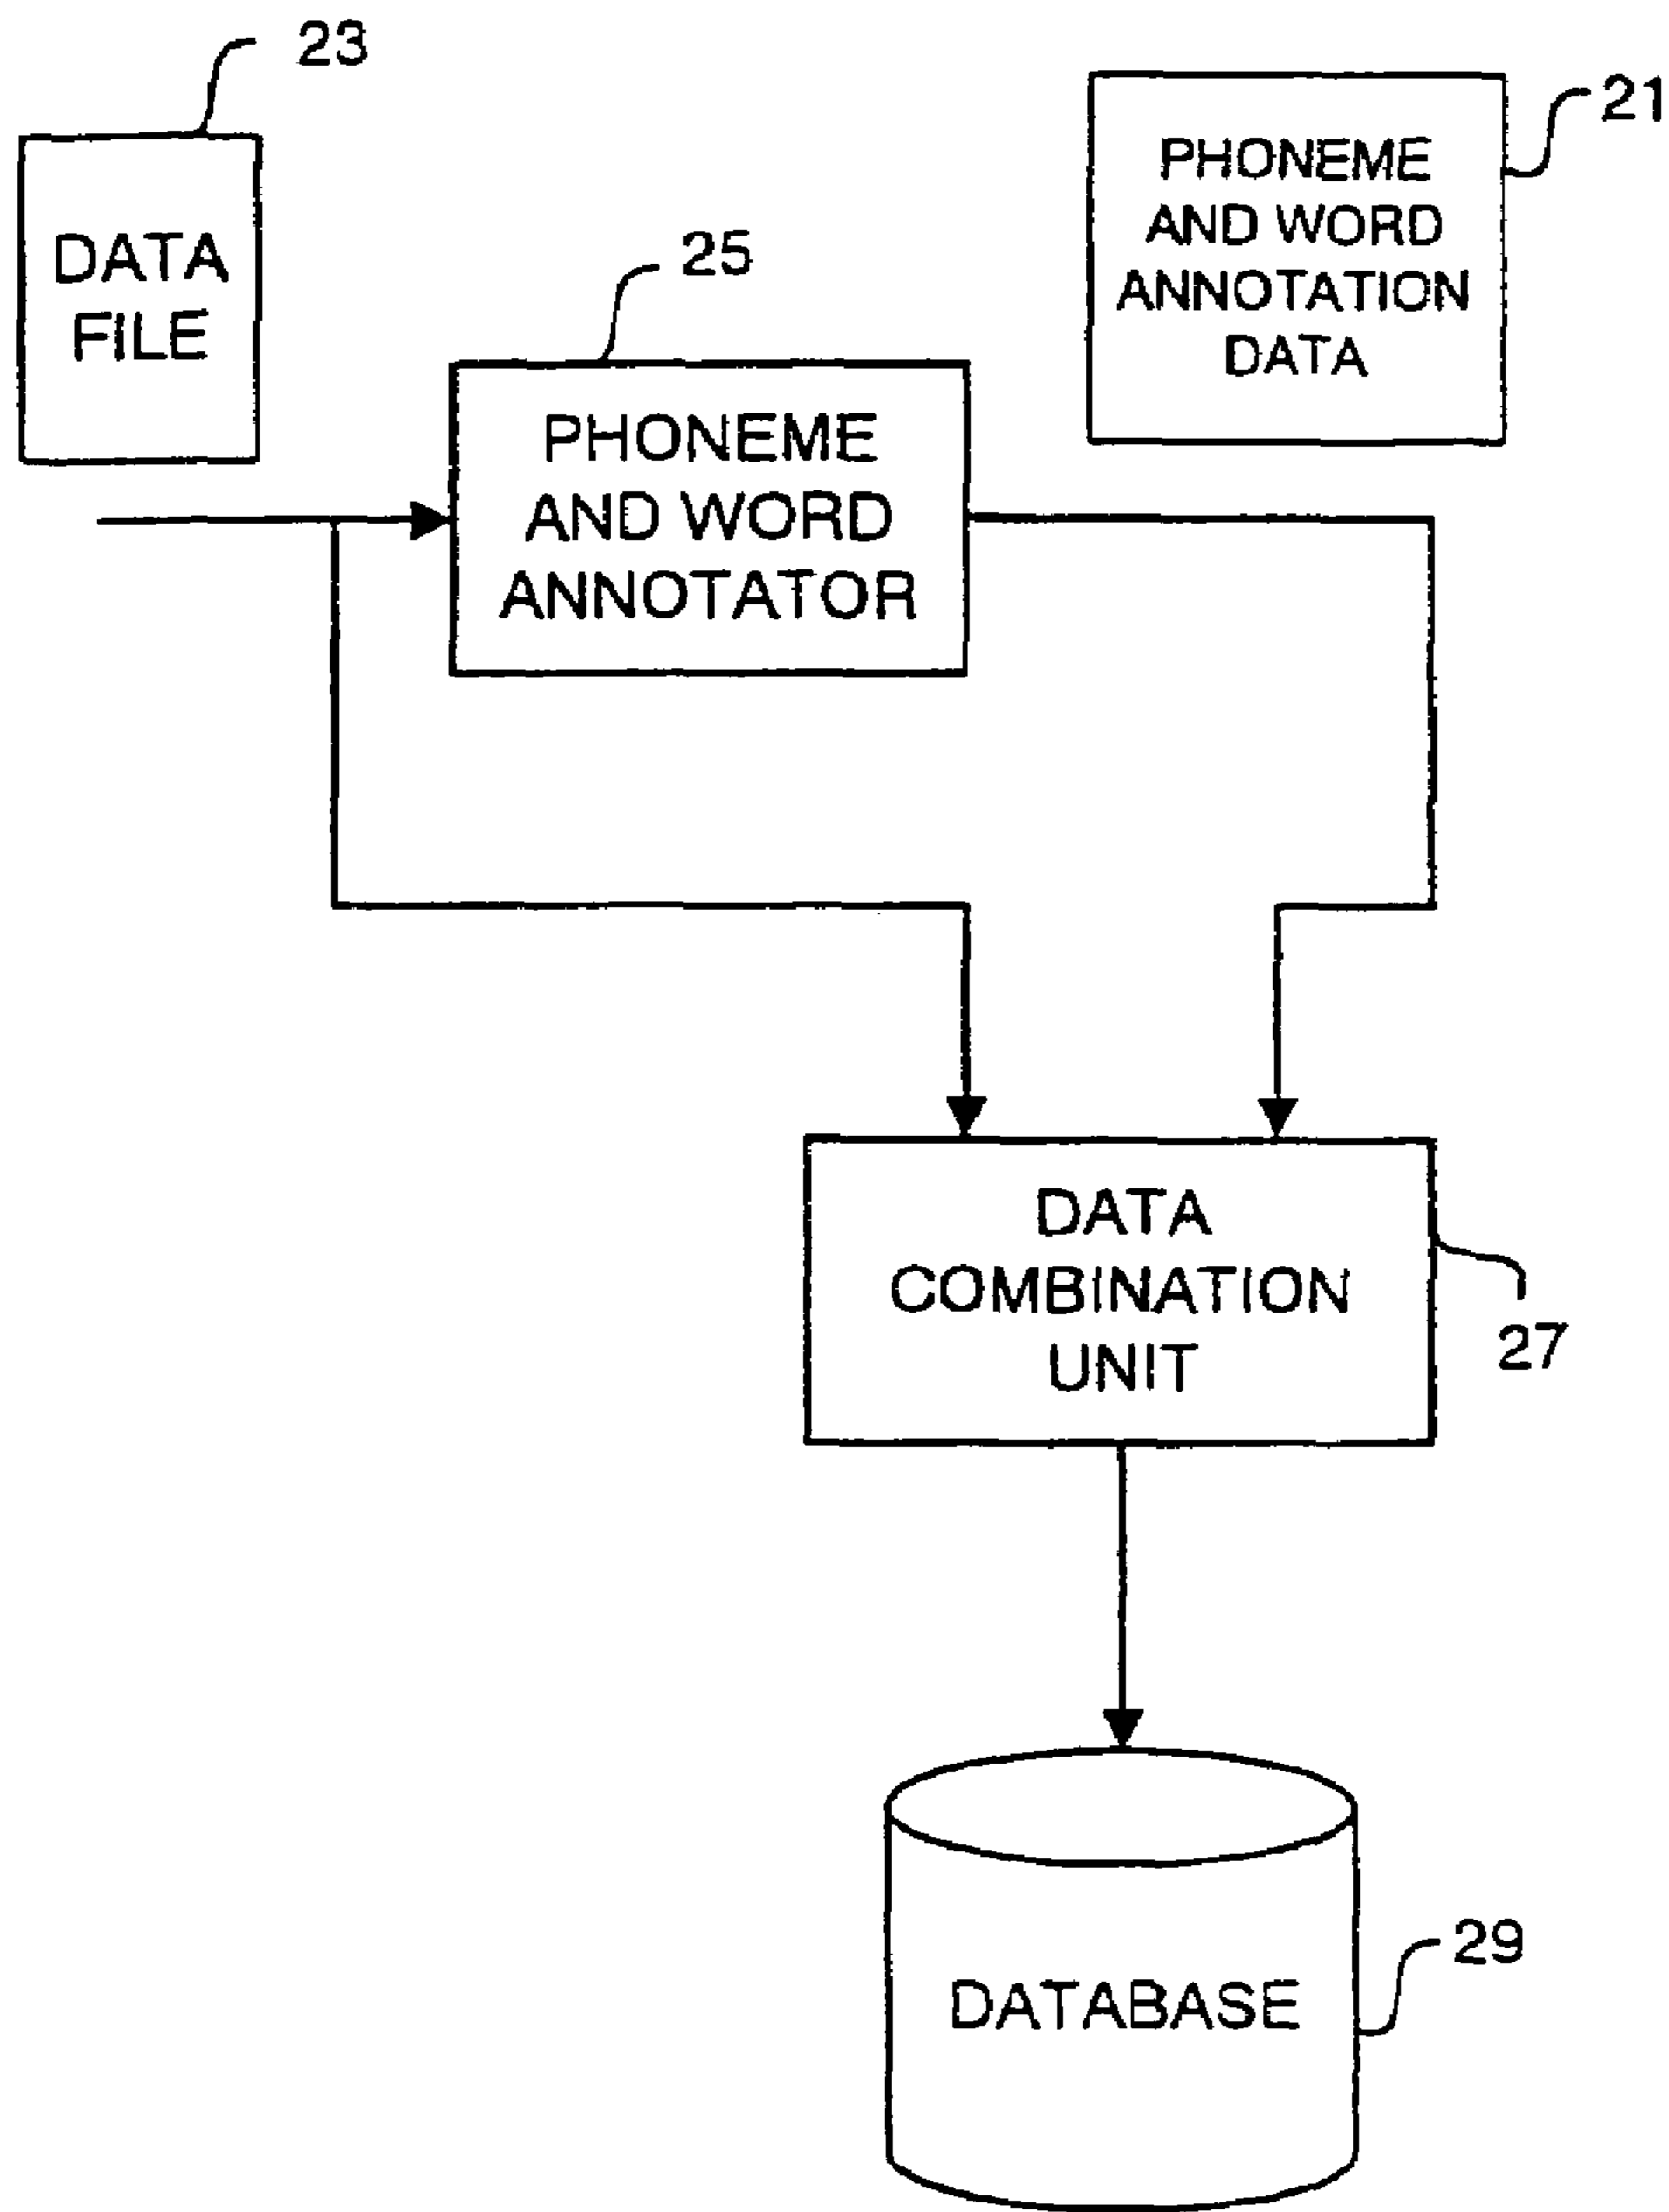 23
DATA
FILE
21
PHONEME
AND WORD
ANNOTATION
DATA
25
PHONEME
AND WORD
ANNOTATOR
DATA
COMBINATION
UNIT
27
DATABASE
29